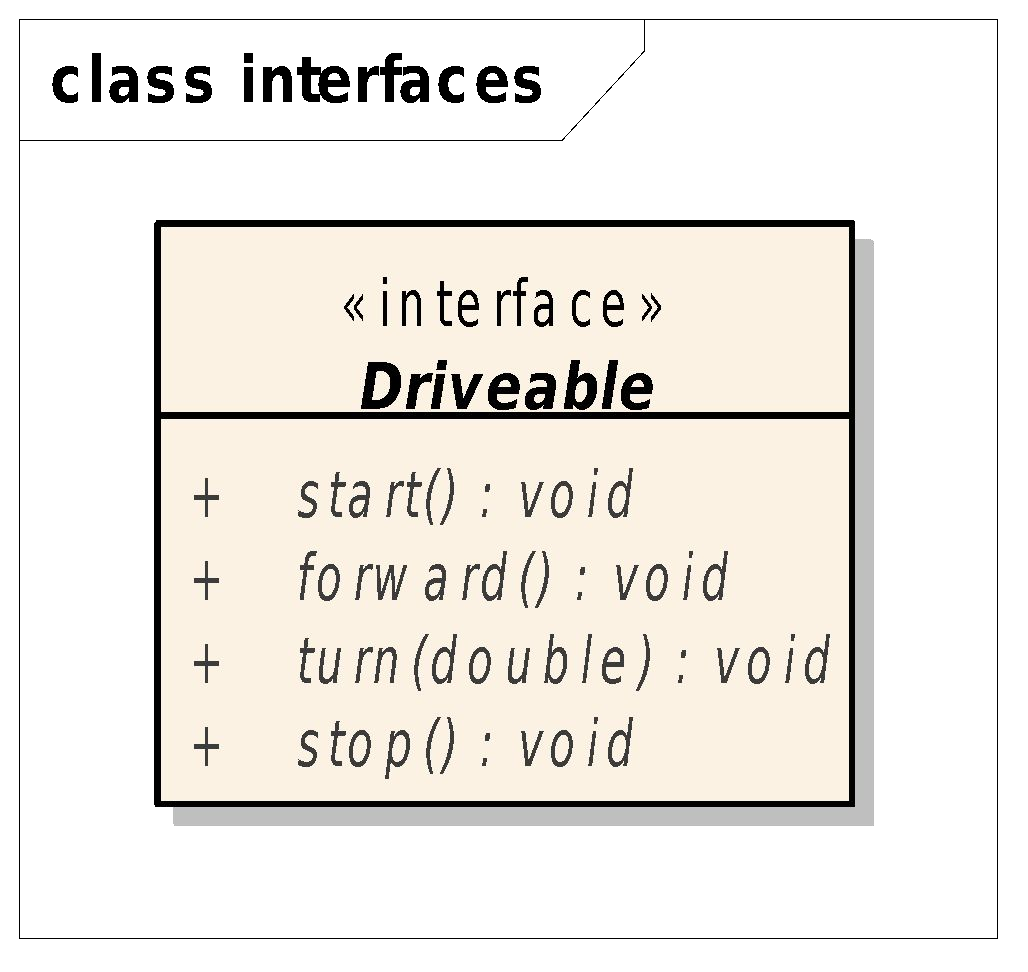 class interfaces
«interface»
Driveable
+ start() : void
+ forward() : void
+ turn(double) : void
+ stop() : void